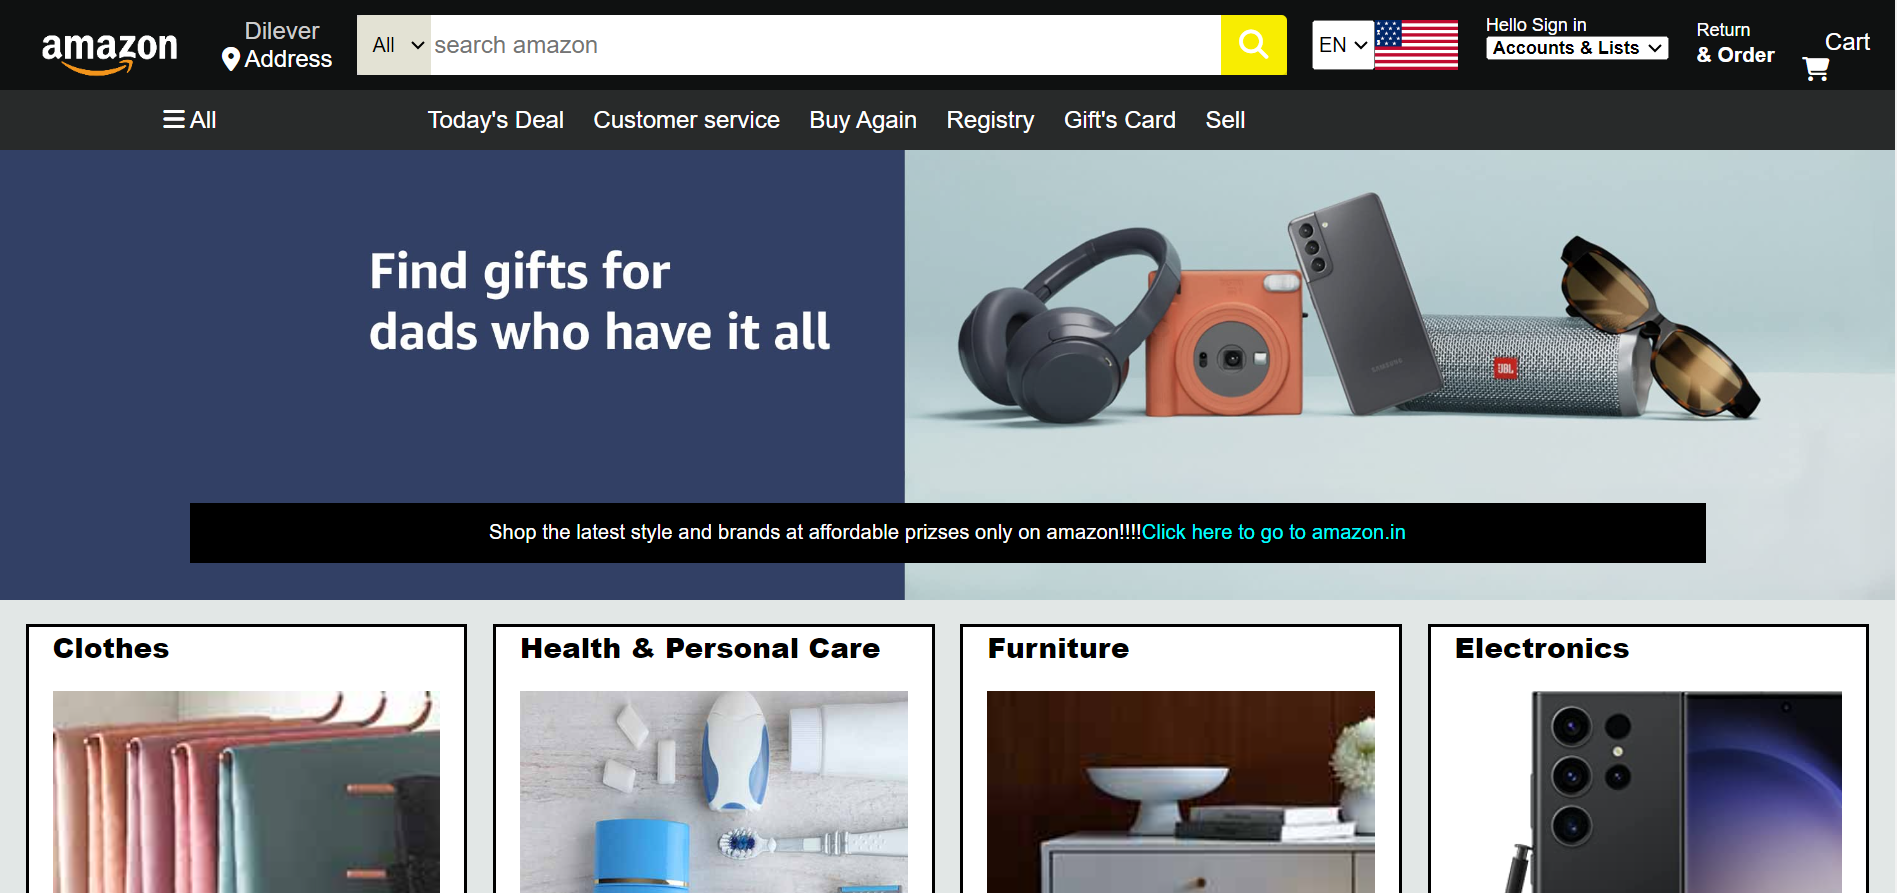 amazon
Dilever
Address
All
search amazon
EN
Hello Sign in
Accounts & Lists
Return
& Order
Cart
All
Today's Deal
Customer service
Buy Again
Registry
Gift's Card
Sell
Find gifts for
dads who have it all
SAMSUNG
JBL
Shop the latest style and brands at affordable prizses only on amazon!!!!Click here to go to amazon.in
Clothes
Health & Personal Care
Furniture
Electronics